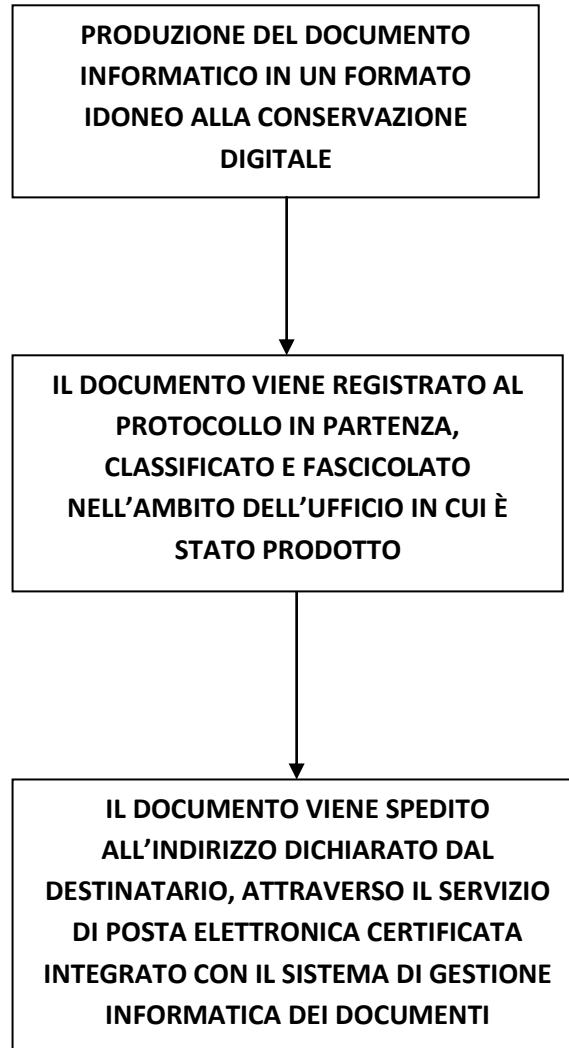 PRODUZIONE DEL DOCUMENTO
INFORMATICO IN UN FORMATO
IDONEO ALLA CONSERVAZIONE
DIGITALE
IL DOCUMENTO VIENE REGISTRATO AL
PROTOCOLLO IN PARTENZA,
CLASSIFICATO E FASCICOLATO
NELL’AMBITO DELL’UFFICIO IN CUI È
STATO PRODOTTO
IL DOCUMENTO VIENE SPEDITO
ALL’INDIRIZZO DICHIARATO DAL
DESTINATARIO, ATTRAVERSO IL SERVIZIO
DI POSTA ELETTRONICA CERTIFICATA
INTEGRATO CON IL SISTEMA DI GESTIONE
INFORMATICA DEI DOCUMENTI